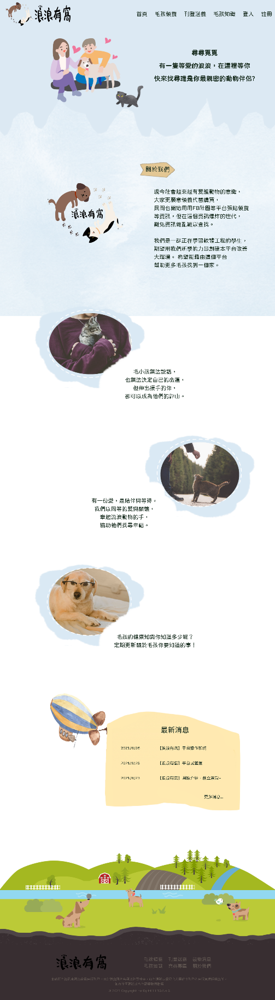 浪浪有窩
首頁 毛孩領養 刊登送養 毛孩知識 登入 註冊
尋尋覓覓
有一隻等愛的浪浪，在這裡等你
快來找尋誰是你最親密的動物伴侶?
關於我們
現今社會越來越有愛護動物的意識，
大家更願意領養代替購買，
民間也開始用用FB社團等平台張貼領養
等資訊，但在這個資訊爆炸的世代，
難免資訊雜亂難以查找。
浪浪有窩
我們是一群正在學習軟體工程的學生，
期望用我們所學的力量創建本平台改善
大環境。 希望能藉由這個平台
幫助更多毛孩找到一個家。
毛小孩無法說話，
也無法決定自己的命運，
但伸出援手的你，
卻可以成為他們的靠山。
有一份愛，是陪伴與等待。
我們以同等的愛與關懷，
牽起流浪動物的手，
協助他們找尋幸福。
毛孩的健康知識你知道多少呢？
定期更新關於毛孩你要知道的事！
最新消息
2021/8/26 【浪浪有窩】平台操作說明
2021/8/25 【浪浪有窩】平台試營運
2021/8/23 【浪浪有窩】團隊介紹、創立宗旨~
更多消息...
浪浪有窩
毛孩領養 刊登送養 最新消息
毛孩知識 會員專區 關於我們
© 2021 Copyright